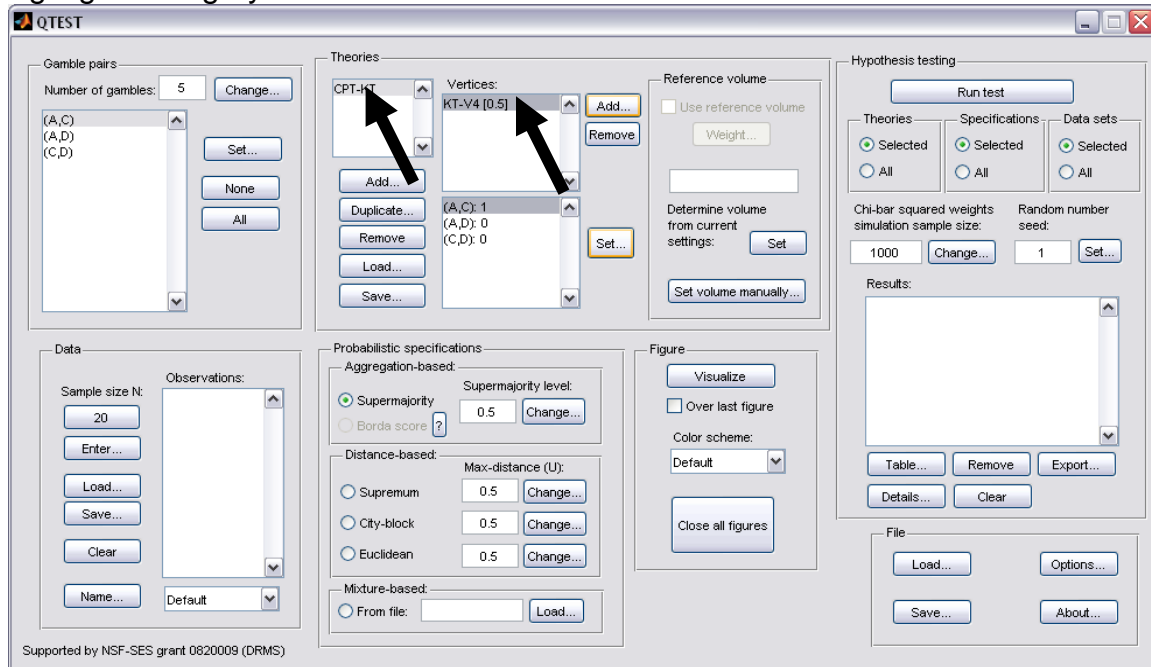 QTEST
Gamble pairs
Number of gambles: 5 Change...
(A,C)
(A,D)
(C,D)
Set...
None
All
Theories
CPT-KT
Add...
Duplicate...
Remove
Load...
Save...
Vertices:
KT-V4 [0.5]
Add...
Remove
(A,C): 1
(A,D): 0
(C,D): 0
Set...
Reference volume
Use reference volume
Weight...
Determine volume
from current
settings: Set
Set volume manually...
Hypothesis testing
Run test
Theories
Selected
All
Specifications
Selected
All
Data sets
Selected
All
Chi-bar squared weights
simulation sample size:
1000 Change...
Random number
seed:
1 Set...
Results:
Table... Remove Export...
Details... Clear
Data
Sample size N:
20
Enter...
Load...
Save...
Clear
Name... Default
Observations:
Probabilistic specifications
Aggregation-based:
Supermajority level:
Supermajority 0.5 Change...
Borda score ?
Distance-based:
Max-distance (U):
Supremum 0.5 Change...
City-block 0.5 Change...
Euclidean 0.5 Change...
Mixture-based:
From file: Load...
Figure
Visualize
Over last figure
Color scheme:
Default
Close all figures
File
Load... Options...
Save... About...
Supported by NSF-SES grant 0820009 (DRMS)